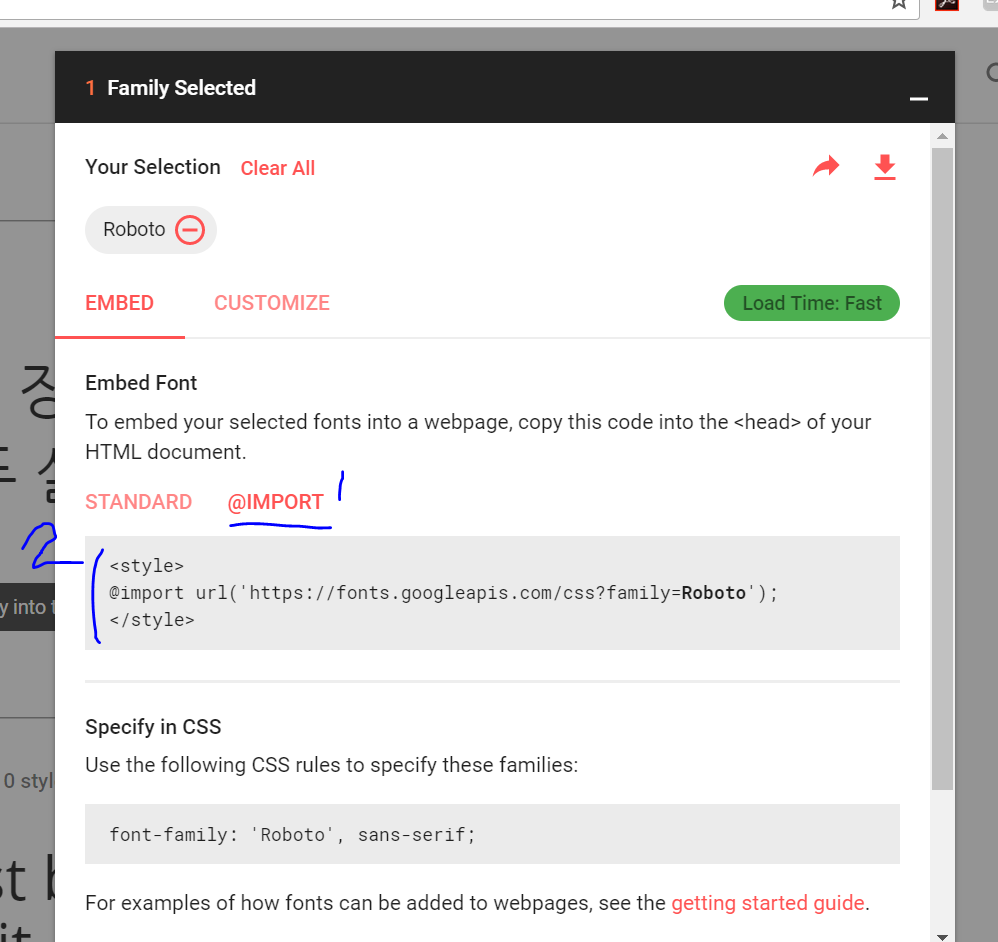 1 Family Selected
Your Selection Clear All
Roboto
EMBED CUSTOMIZE Load Time: Fast
Embed Font
To embed your selected fonts into a webpage, copy this code into the <head> of your
HTML document.
STANDARD @IMPORT 1
2
<style>
@import url('https://fonts.googleapis.com/css?family=Roboto');
</style>
y into t
Specify in CSS
Use the following CSS rules to specify these families:
0 styl
font-family: 'Roboto', sans-serif;
For examples of how fonts can be added to webpages, see the getting started guide.